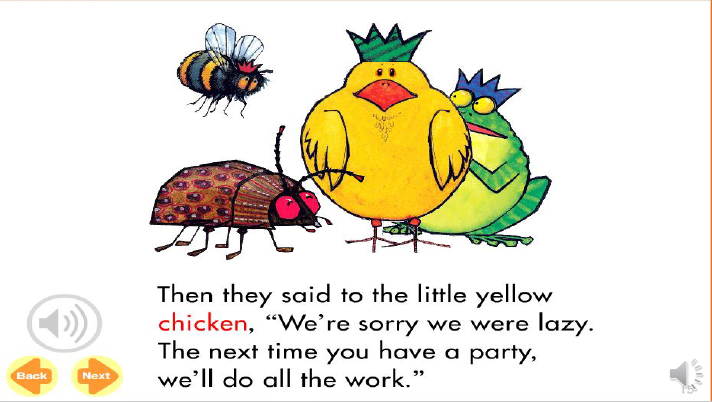 Then they said to the little yellow
chicken, “We’re sorry we were lazy.
The next time you have a party,
we’ll do all the work.”
Back
Next